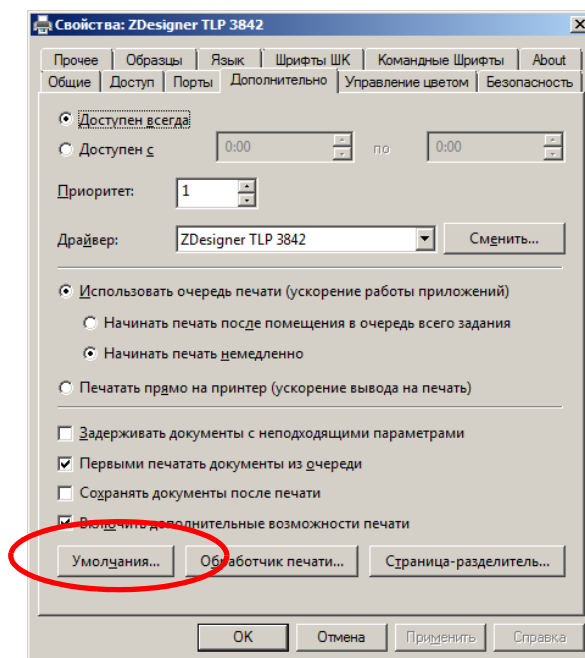 Свойства: ZDesigner TLP 3842
Прочее Образцы Язык Шрифты ШК Командные Шрифты About
Общие Доступ Порты Дополнительно Управление цветом Безопасность
Доступен всегда
Доступен с 0:00 по 0:00
Приоритет: 1
Драйвер: ZDesigner TLP 3842 Сменить...
Использовать очередь печати (ускорение работы приложений)
Начинать печать после помещения в очередь всего задания
Начинать печать немедленно
Печатать прямо на принтер (ускорение вывода на печать)
Задерживать документы с неподходящими параметрами
Первыми печатать документы из очереди
Сохранять документы после печати
Включить дополнительные возможности печати
Умолчания... Обработчик печати... Страница-разделитель...
OK Отмена Применить Справка